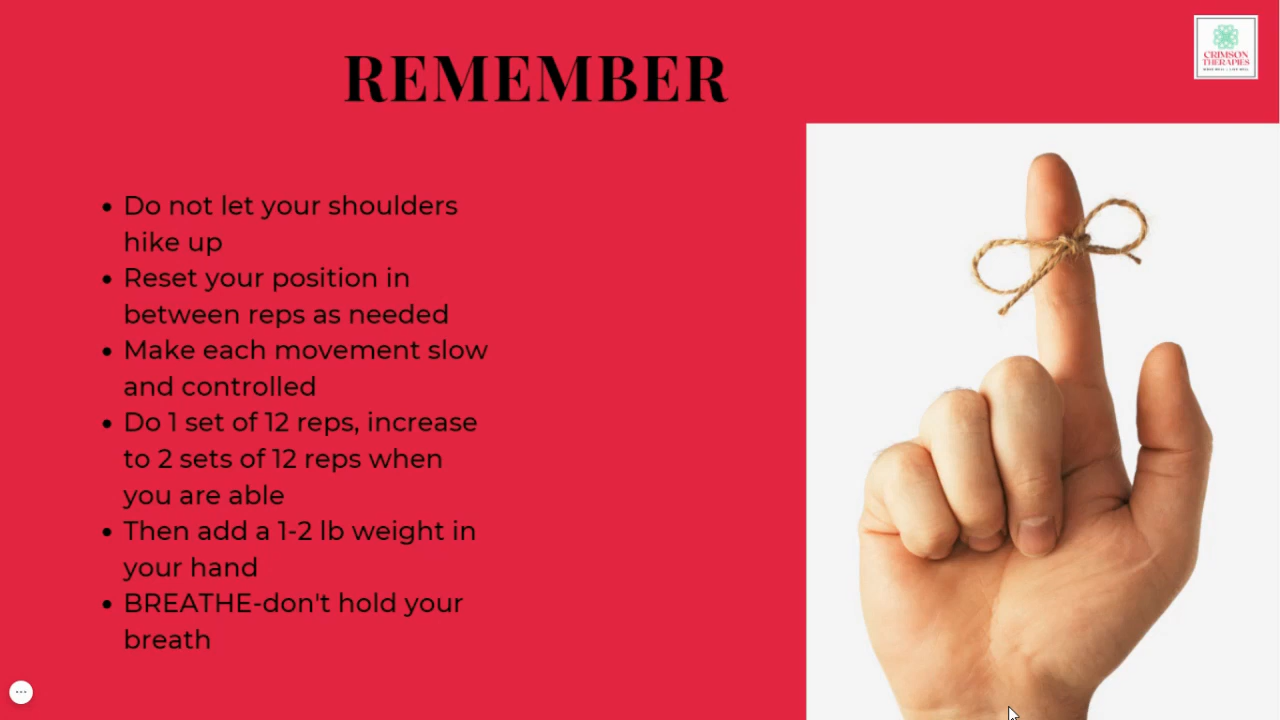 REMEMBER
CRIMSON
THERAPIES
Do not let your shoulders
hike up
Reset your position in
between reps as needed
Make each movement slow
and controlled
Do 1 set of 12 reps, increase
to 2 sets of 12 reps when
you are able
Then add a 1-2 lb weight in
your hand
BREATHE-don't hold your
breath